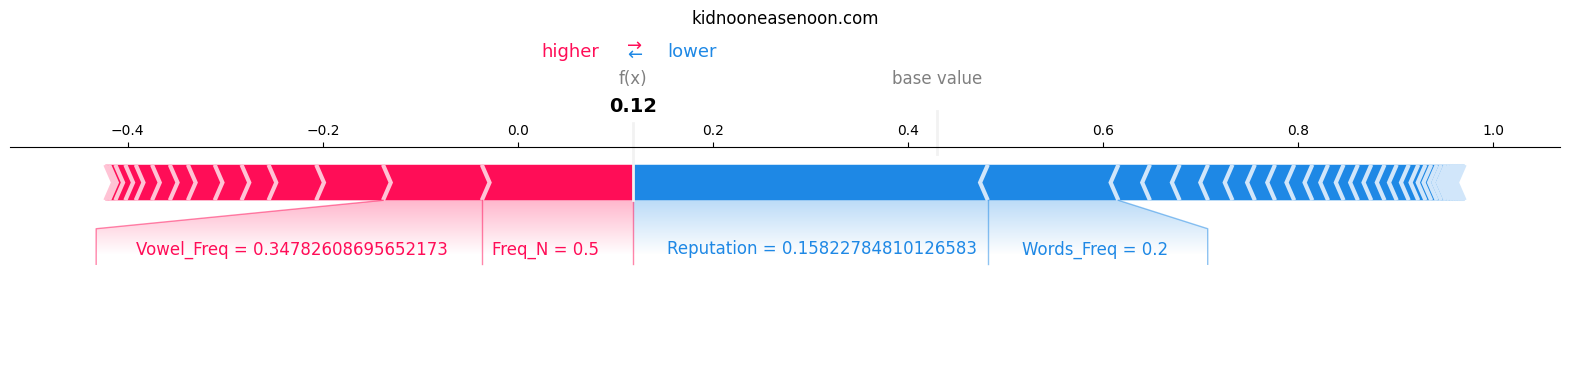 kidnooneasenoon.com
higher ⇄ lower
f(x) base value
0.12
−0.4 −0.2 0.0 0.2 0.4 0.6 0.8 1.0
Vowel_Freq = 0.34782608695652173 Freq_N = 0.5 Reputation = 0.15822784810126583 Words_Freq = 0.2